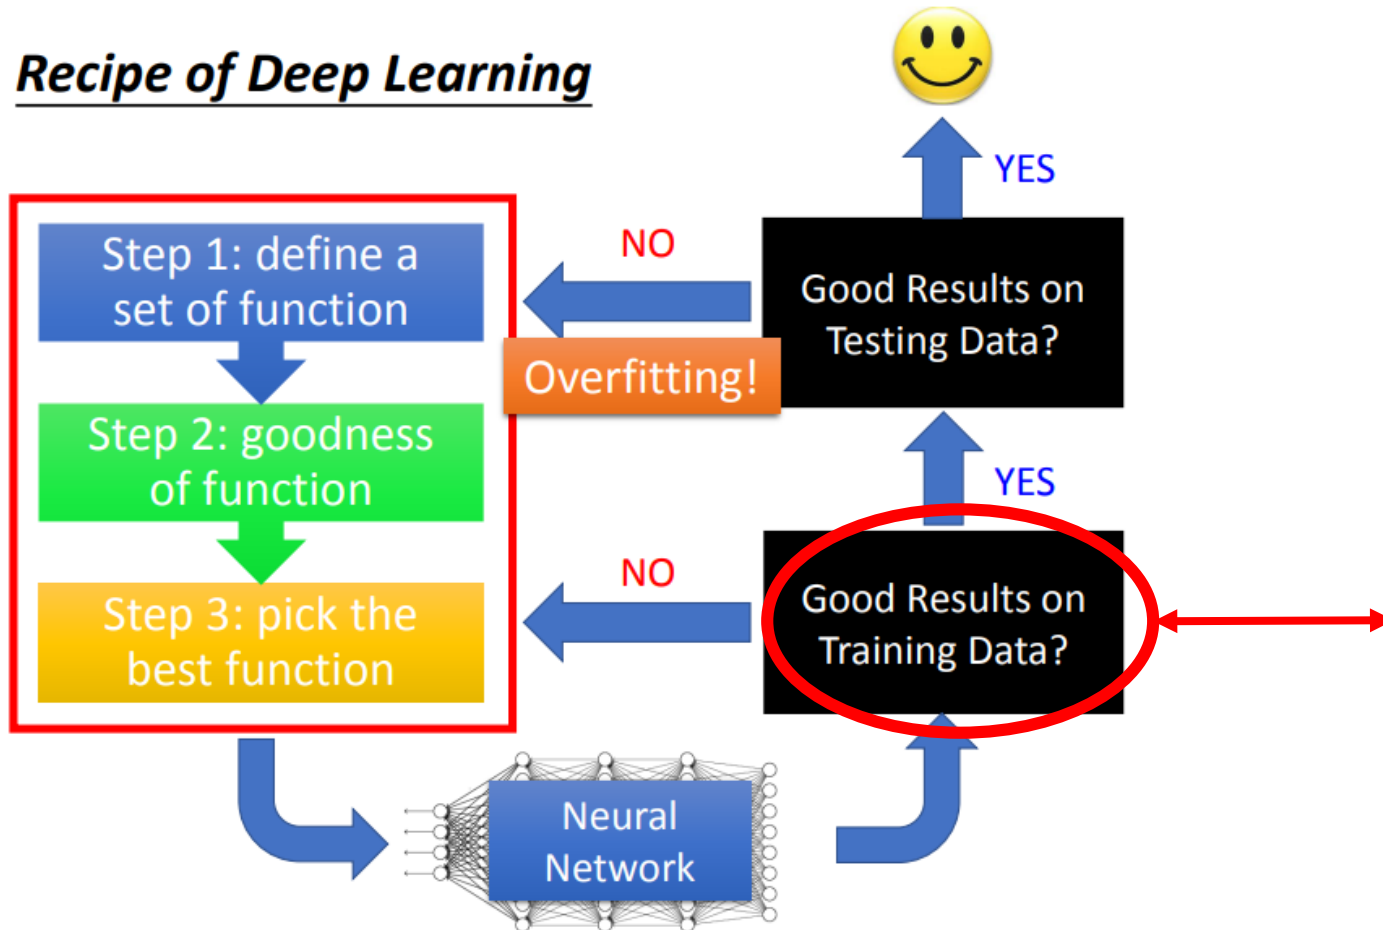 Recipe of Deep Learning
YES
Step 1: define a
set of function
NO
Good Results on
Testing Data?
Overfitting!
Step 2: goodness
of function
YES
Step 3: pick the
best function
NO
Good Results on
Training Data?
Neural
Network